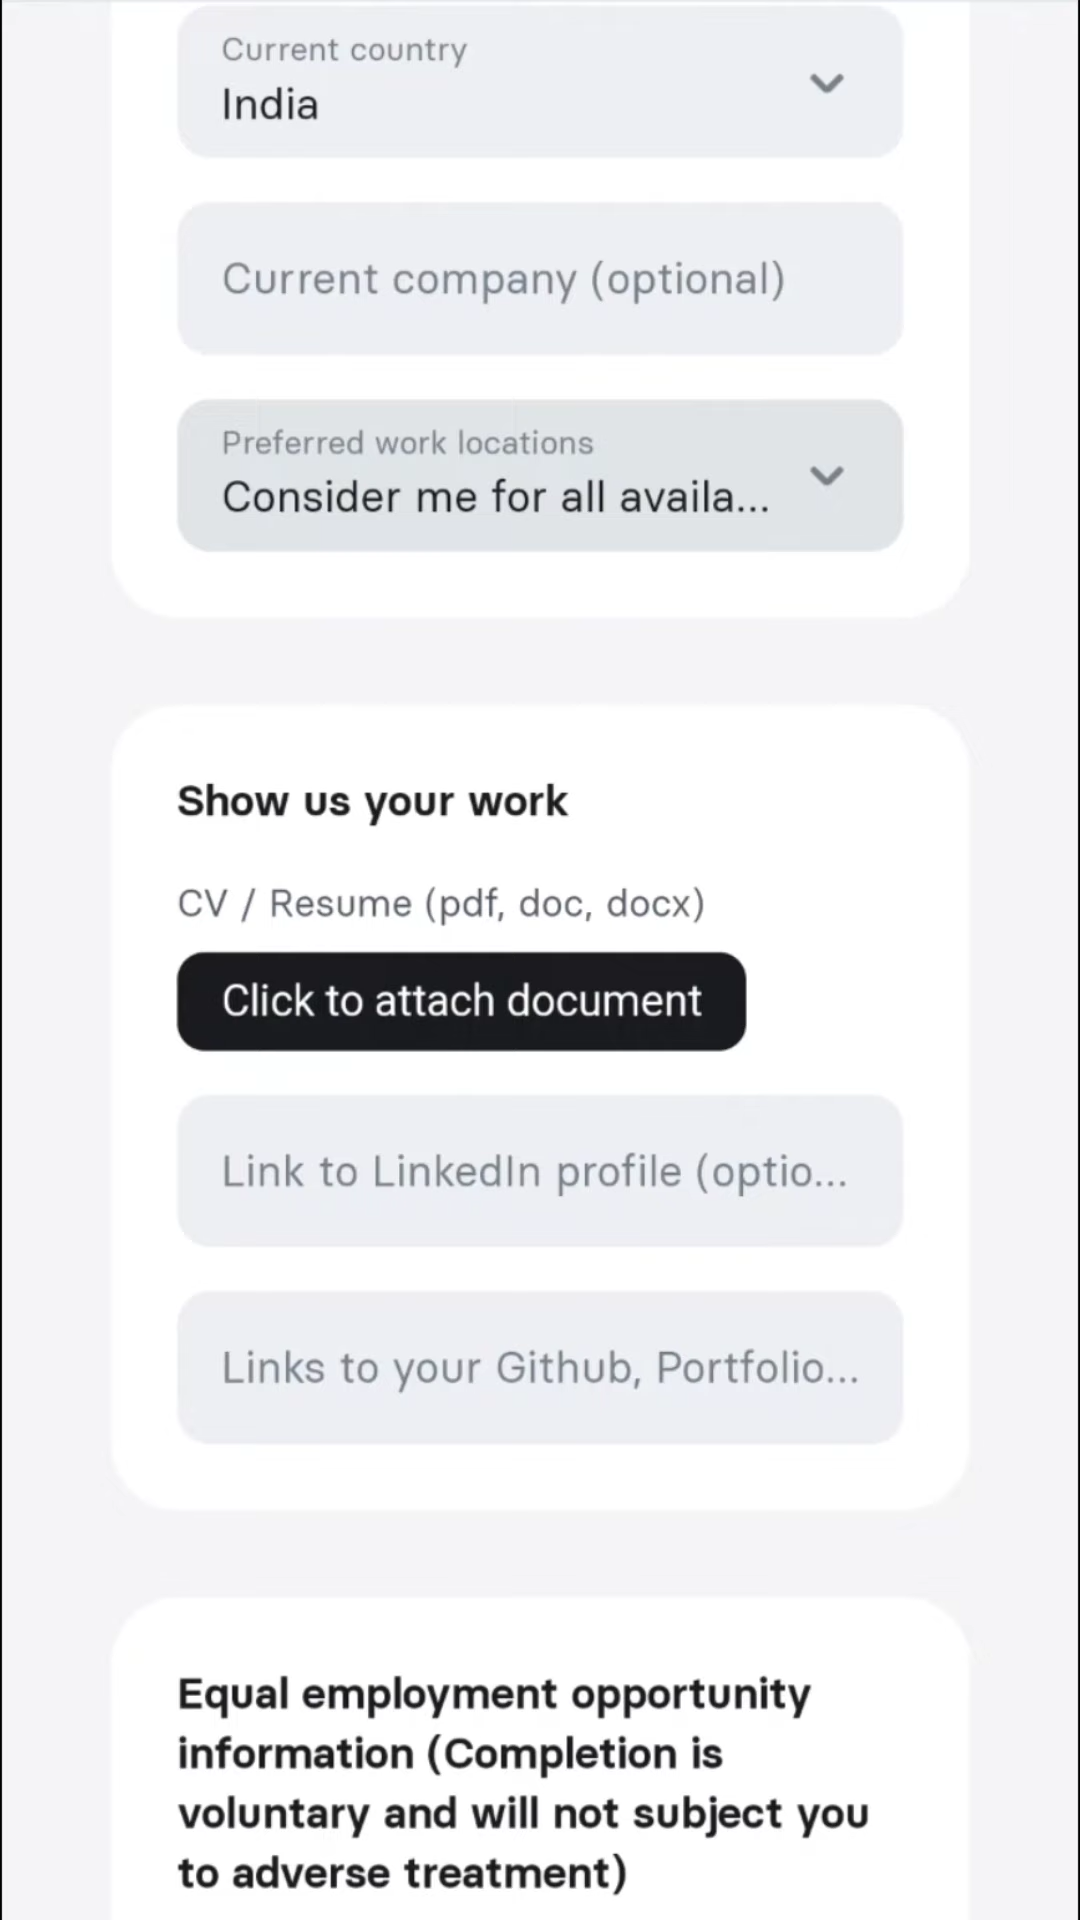 Current country
India
Current company (optional)
Preferred work locations
Consider me for all availa...
Show us your work
CV / Resume (pdf, doc, docx)
Click to attach document
Link to LinkedIn profile (optio...
Links to your Github, Portfolio...
Equal employment opportunity
information (Completion is
voluntary and will not subject you
to adverse treatment)